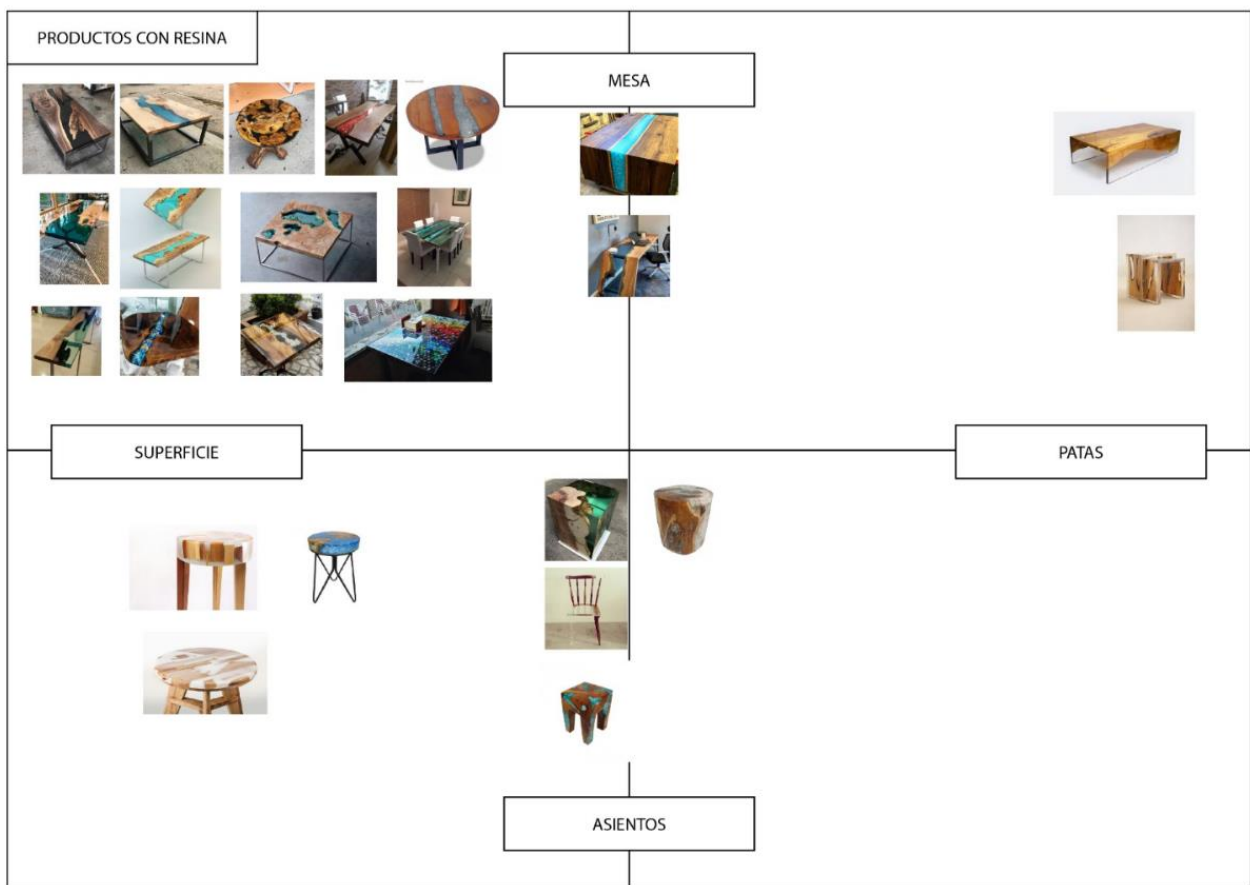 PRODUCTOS CON RESINA
MESA
SUPERFICIE
PATAS
ASIENTOS